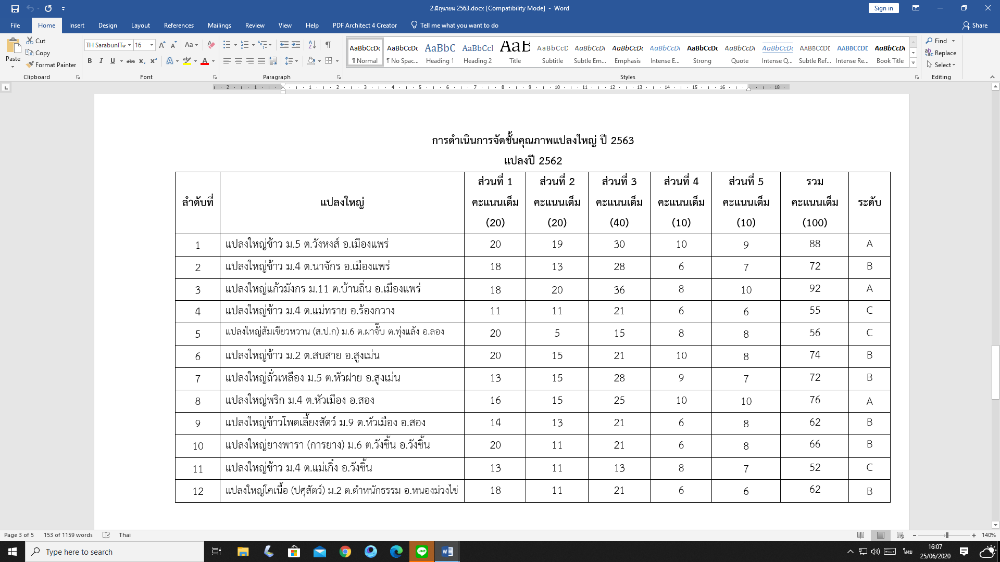 2.มิถุนายน 2563.docx [Compatibility Mode] - Word
Sign in
File Home Insert Design Layout References Mailings Review View Help PDF Architect 4 Creator Tell me what you want to do Share
Paste
Cut
Copy
Format Painter
Clipboard
TH SarabunIT๙ 16
Font
Paragraph
AaBbCcDc AaBbCcDc AaBbC AaBbCcI AaB AaBbCcD AaBbCcDc AaBbCcDc AaBbCcDc AaBbCcDc AaBbCcDc AaBbCcDc AABBCCDE AABBCCDE AaBbCcDc
¶ Normal ¶ No Spac... Heading 1 Heading 2 Title Subtitle Subtle Em... Emphasis Intense E... Strong Quote Intense Q... Subtle Ref... Intense Re... Book Title
Styles
Find
Replace
Select
Editing
2 1 1 2 3 4 5 6 7 8 9 10 11 12 13 14 15 16 18
การดำเนินการจัดชั้นคุณภาพแปลงใหญ่ ปี 2563
แปลงปี 2562
ลำดับที่ แปลงใหญ่ ส่วนที่ 1 คะแนนเต็ม (20) ส่วนที่ 2 คะแนนเต็ม (20) ส่วนที่ 3 คะแนนเต็ม (40) ส่วนที่ 4 คะแนนเต็ม (10) ส่วนที่ 5 คะแนนเต็ม (10) รวม คะแนนเต็ม (100) ระดับ
1 แปลงใหญ่ข้าว ม.5 ต.วังหงส์ อ.เมืองแพร่ 20 19 30 10 9 88 A
2 แปลงใหญ่ข้าว ม.4 ต.นาจักร อ.เมืองแพร่ 18 13 28 6 7 72 B
3 แปลงใหญ่แก้วมังกร ม.11 ต.บ้านถิ่น อ.เมืองแพร่ 18 20 36 8 10 92 A
4 แปลงใหญ่ข้าว ม.4 ต.แม่ทราย อ.ร้องกวาง 11 11 21 6 6 55 C
5 แปลงใหญ่ส้มเขียวหวาน (ส.ป.ก) ม.6 ต.ผาจั๊บ ต.ทุ่งแล้ง อ.ลอง 20 5 15 8 8 56 C
6 แปลงใหญ่ข้าว ม.2 ต.สบสาย อ.สูงเม่น 20 15 21 10 8 74 B
7 แปลงใหญ่ถั่วเหลือง ม.5 ต.หัวฝาย อ.สูงเม่น 13 15 28 9 7 72 B
8 แปลงใหญ่พริก ม.4 ต.หัวเมือง อ.สอง 16 15 25 10 10 76 A
9 แปลงใหญ่ข้าวโพดเลี้ยงสัตว์ ม.9 ต.หัวเมือง อ.สอง 14 13 21 6 8 62 B
10 แปลงใหญ่ยางพารา (การยาง) ม.6 ต.วังชิ้น อ.วังชิ้น 20 11 21 6 8 66 B
11 แปลงใหญ่ข้าว ม.4 ต.แม่เกิ๋ง อ.วังชิ้น 13 11 13 8 7 52 C
12 แปลงใหญ่โคเนื้อ (ปศุสัตว์) ม.2 ต.ตำหนักธรรม อ.หนองม่วงไข่ 18 11 21 6 6 62 B
Page 3 of 5 153 of 1159 words Thai 140%
Type here to search
LINE
ไทย
16:07
25/06/2020